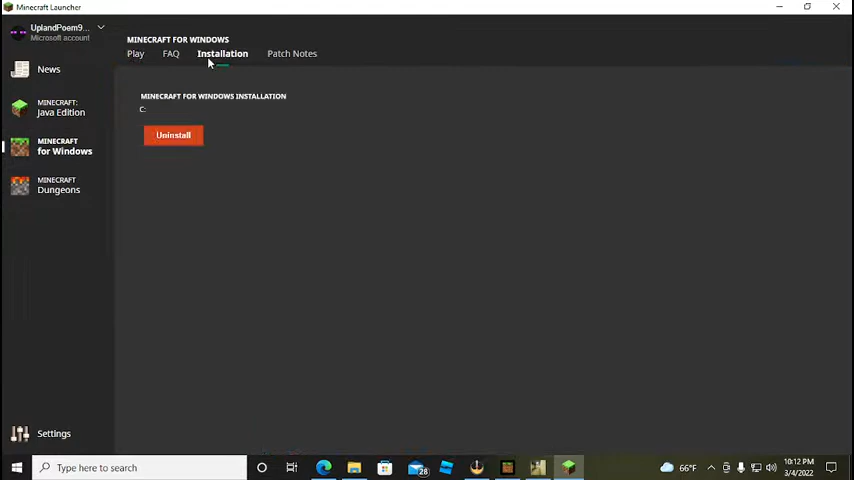 Minecraft Launcher
UplandPoem9...
Microsoft account
News
MINECRAFT:
Java Edition
MINECRAFT
for Windows
MINECRAFT
Dungeons
Settings
MINECRAFT FOR WINDOWS
Play FAQ Installation Patch Notes
MINECRAFT FOR WINDOWS INSTALLATION
C:
Uninstall
Type here to search
28
66°F
10:12 PM
3/4/2022